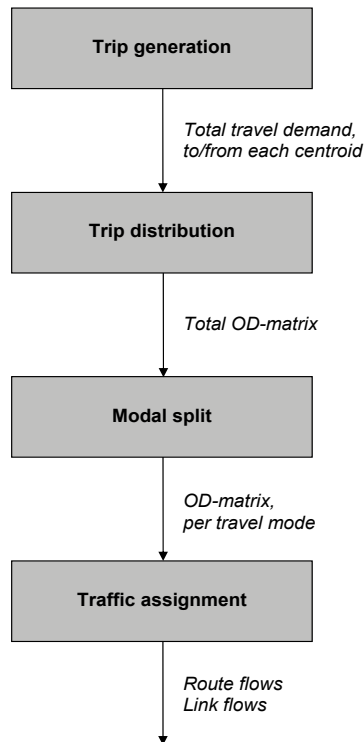 Trip generation
Total travel demand,
to/from each centroid
Trip distribution
Total OD-matrix
Modal split
OD-matrix,
per travel mode
Traffic assignment
Route flows
Link flows